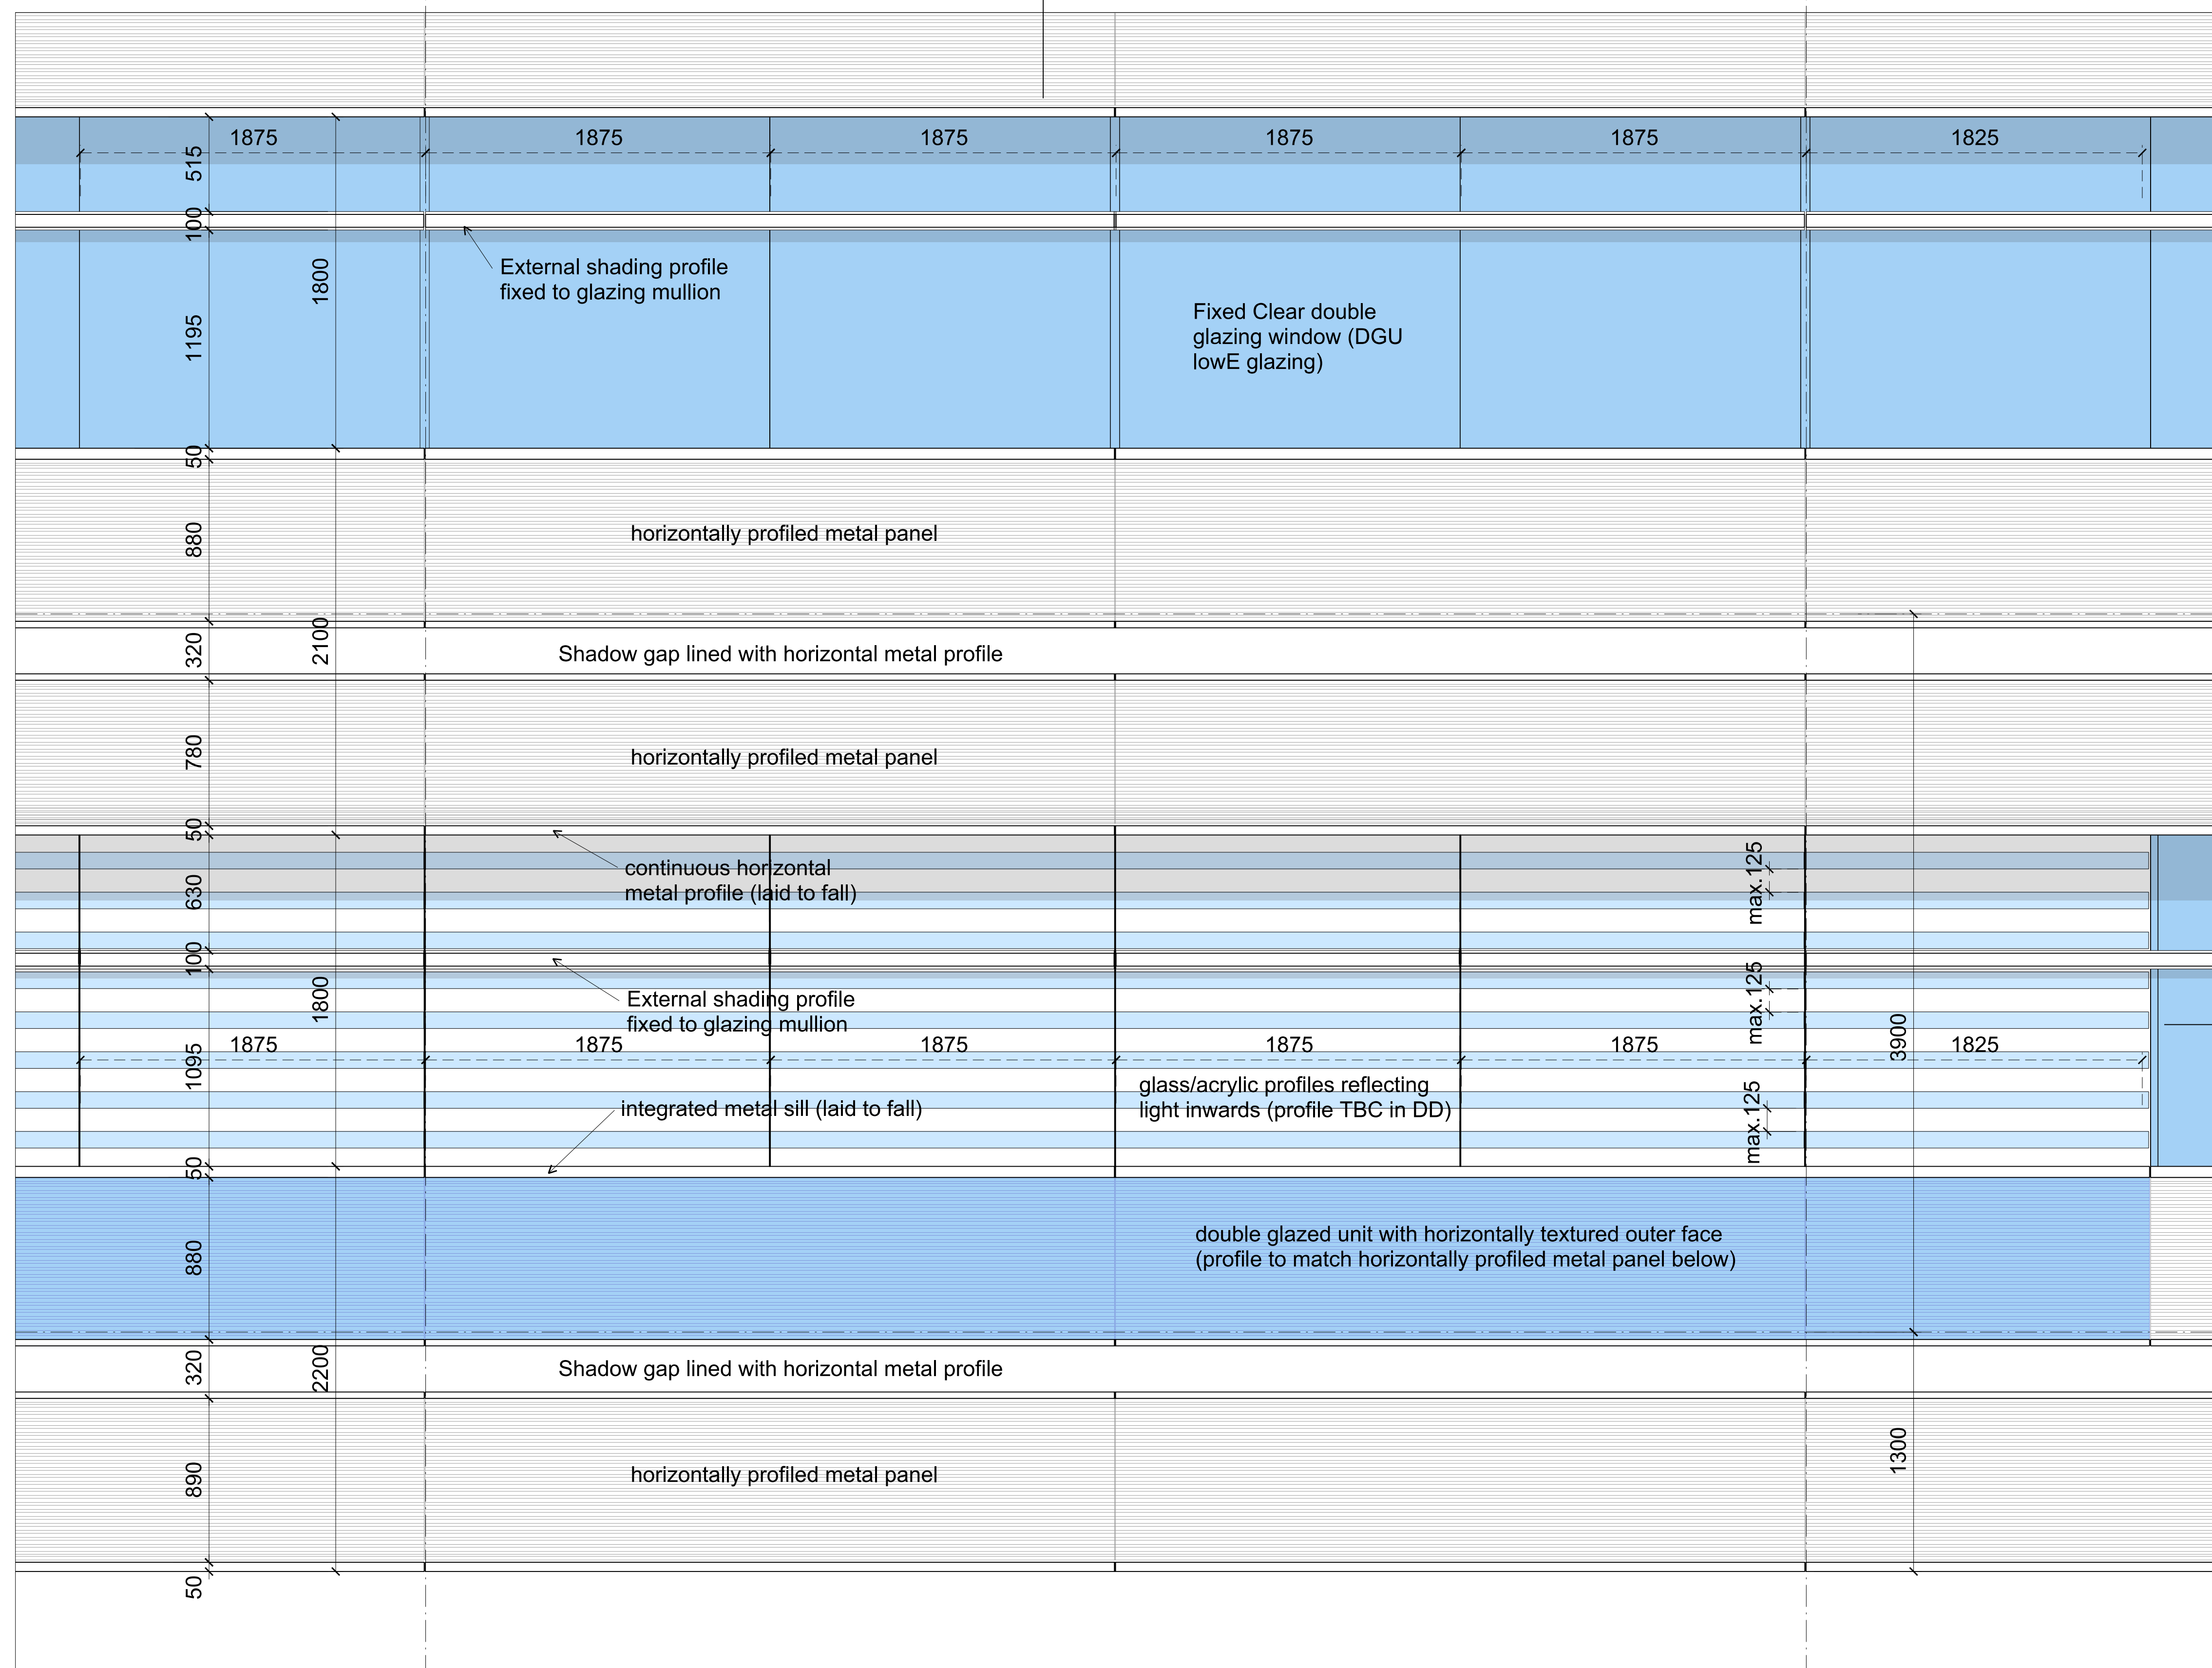 1875 1875 1875 1875 1875 1825
515
100
1800
External shading profile
fixed to glazing mullion
1195
Fixed Clear double
glazing window (DGU
lowE glazing)
50
880
horizontally profiled metal panel
320
2100
Shadow gap lined with horizontal metal profile
780
horizontally profiled metal panel
50
continuous horizontal
metal profile (laid to fall)
630
max.125
100
1800
External shading profile
fixed to glazing mullion
max.125
3900
1875 1875 1875 1875 1875 1825
1095
glass/acrylic profiles reflecting
light inwards (profile TBC in DD)
integrated metal sill (laid to fall)
max.125
50
880
double glazed unit with horizontally textured outer face
(profile to match horizontally profiled metal panel below)
320
2200
Shadow gap lined with horizontal metal profile
890
horizontally profiled metal panel
1300
50